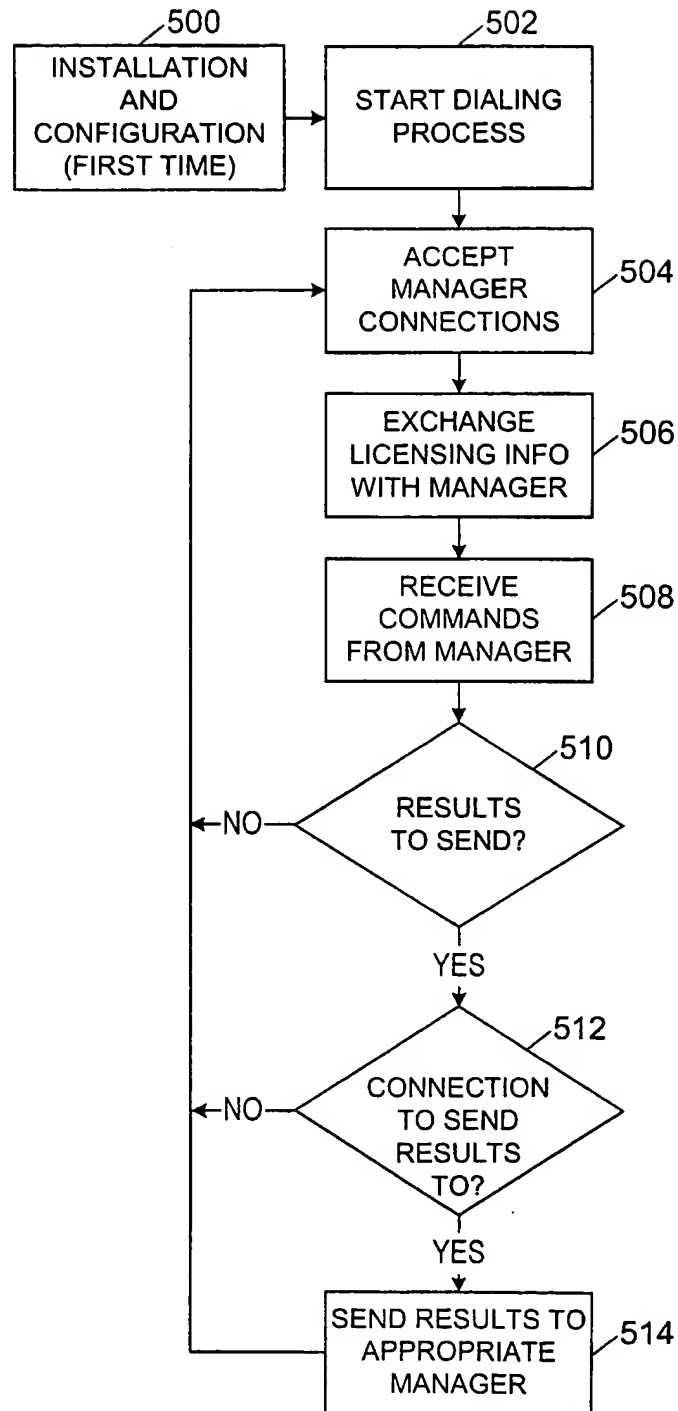 500
INSTALLATION
AND
CONFIGURATION
(FIRST TIME)
502
START DIALING
PROCESS
ACCEPT
MANAGER
CONNECTIONS
504
EXCHANGE
LICENSING INFO
WITH MANAGER
506
RECEIVE
COMMANDS
FROM MANAGER
508
510
RESULTS
TO SEND?
NO
YES
512
CONNECTION
TO SEND
RESULTS
TO?
NO
YES
SEND RESULTS TO
APPROPRIATE
MANAGER
514